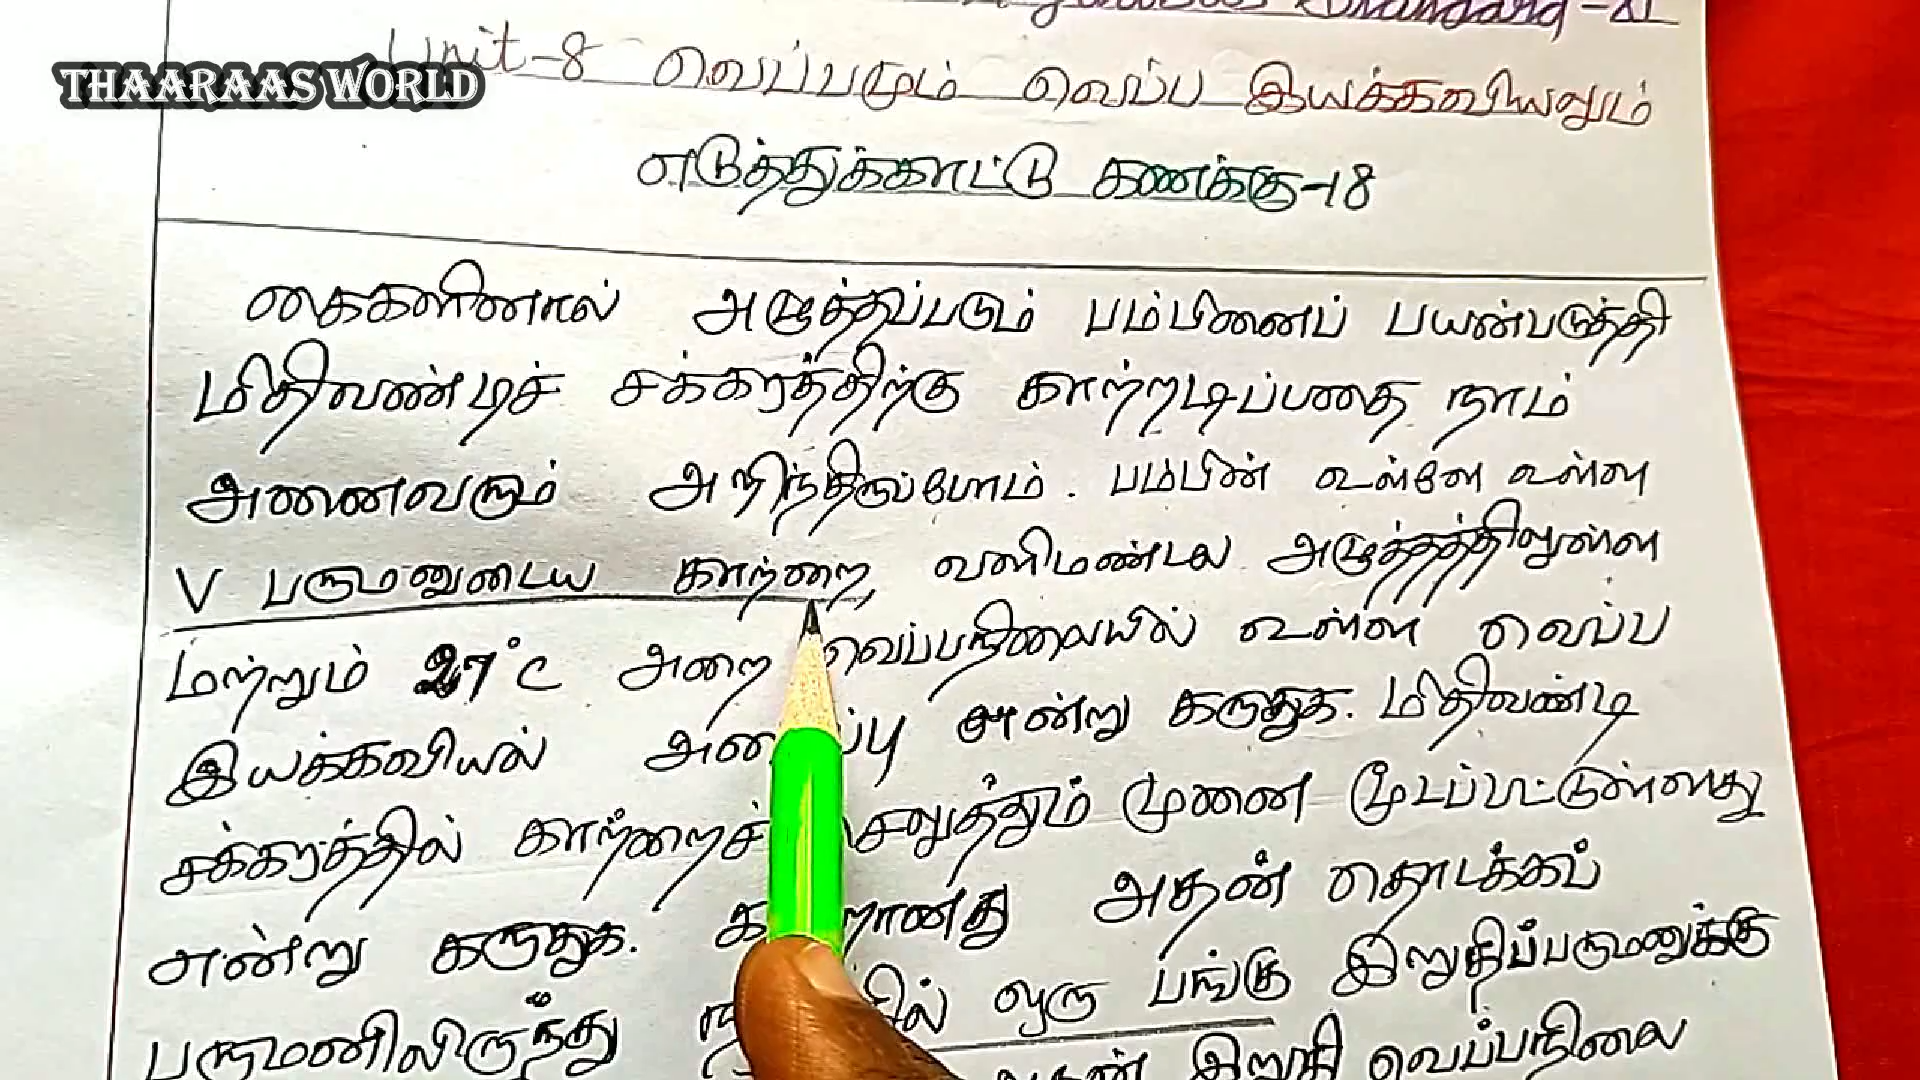 Standard - XI
THAARAAS WORLD
Unit-8 வெப்பமும் வெப்ப இயக்கவியலும்
எடுத்துக்காட்டு கணக்கு-18
கைகளினால் அழுத்தப்படும் பம்பினைப் பயன்படுத்தி
மிதிவண்டிச் சக்கரத்திற்கு காற்றடிப்பதை நாம்
அனைவரும் அறிந்திருப்போம். பம்பின் உள்ளே உள்ள
V பருமனுடைய காற்றை, வளிமண்டல அழுத்தத்திலுள்ள
மற்றும் 27°C அறை வெப்பநிலையில் உள்ள வெப்ப
இயக்கவியல் என்று கருதுக. மிதிவண்டி
சக்கரத்தில் காற்றைச் செலுத்தும் முனை மூடப்பட்டுள்ளது
என்று கருதுக. அதன் தொடக்கப்
பருமனிலிருந்து ஒரு பங்கு இறுதிப்பருமனுக்கு
இறுதி வெப்பநிலை